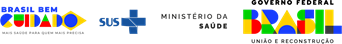 BRASIL BEM
CUIDADO
MAIS SAÚDE PARA QUEM MAIS PRECISA
SUS
MINISTÉRIO DA
SAÚDE
GOVERNO FEDERAL
BRASIL
UNIÃO E RECONSTRUÇÃO